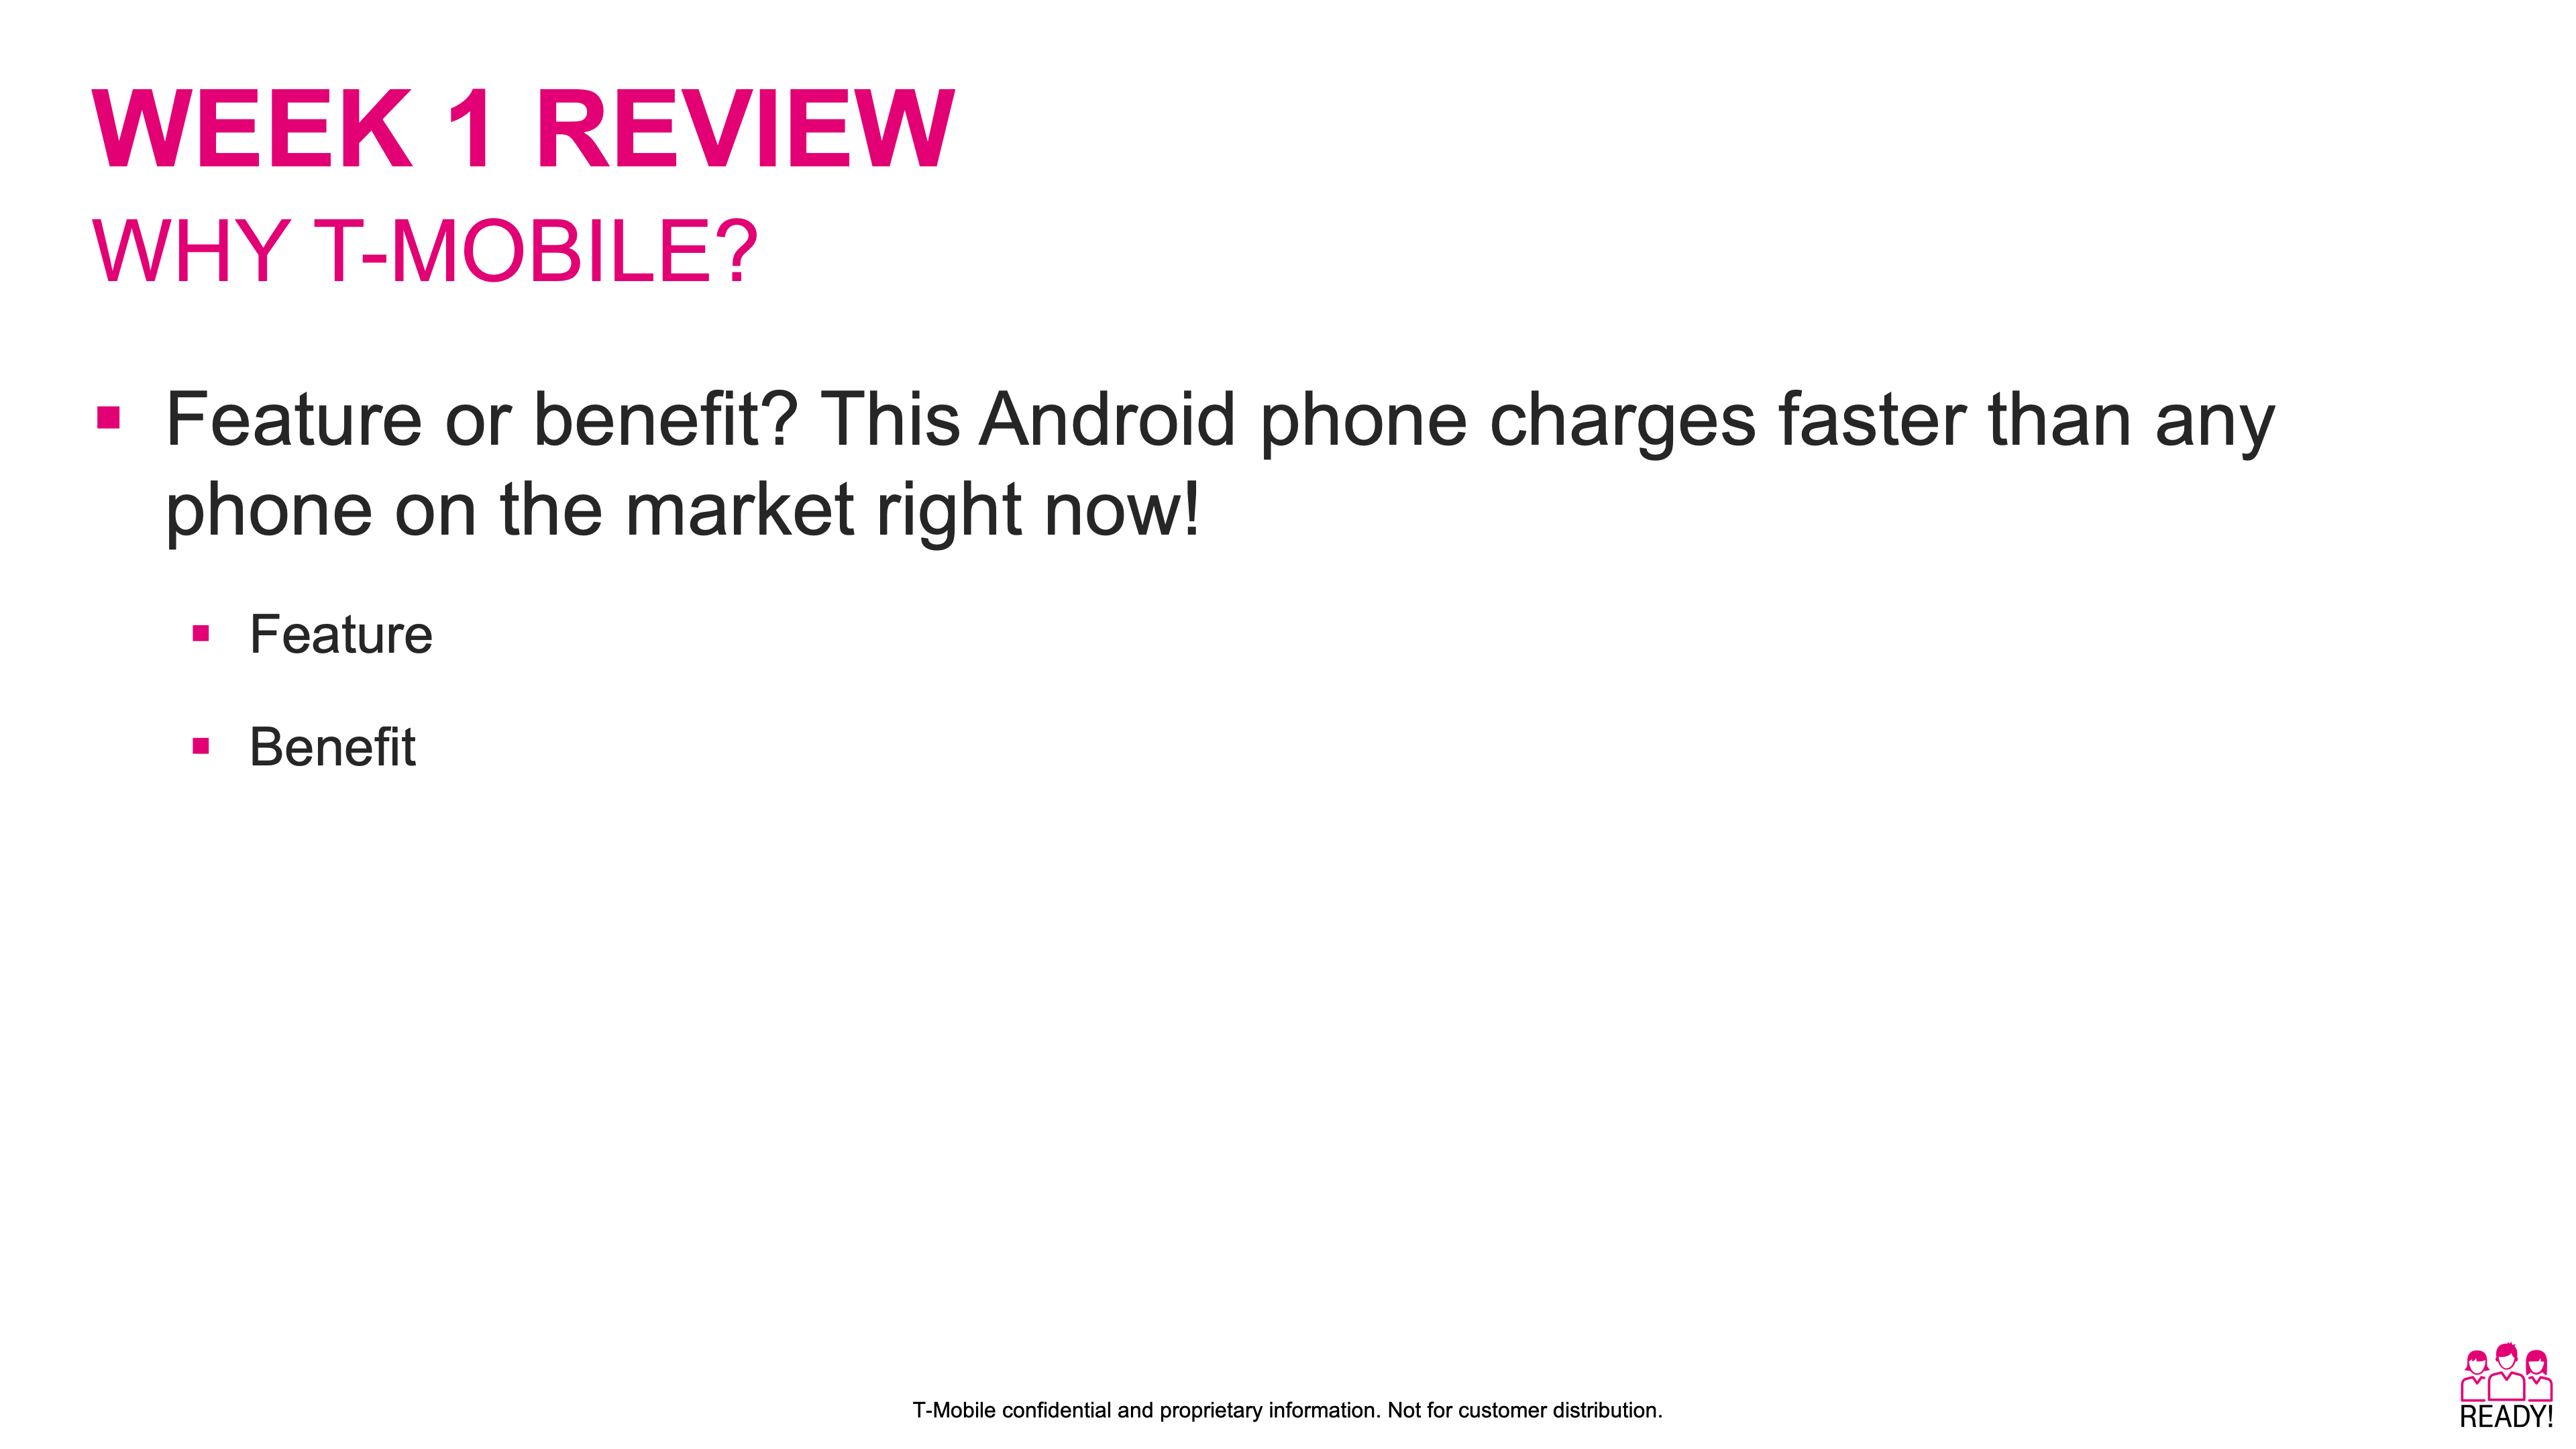 WEEK 1 REVIEW
WHY T-MOBILE?
Feature or benefit? This Android phone charges faster than any
phone on the market right now!
Feature
Benefit
T-Mobile confidential and proprietary information. Not for customer distribution.
READY!